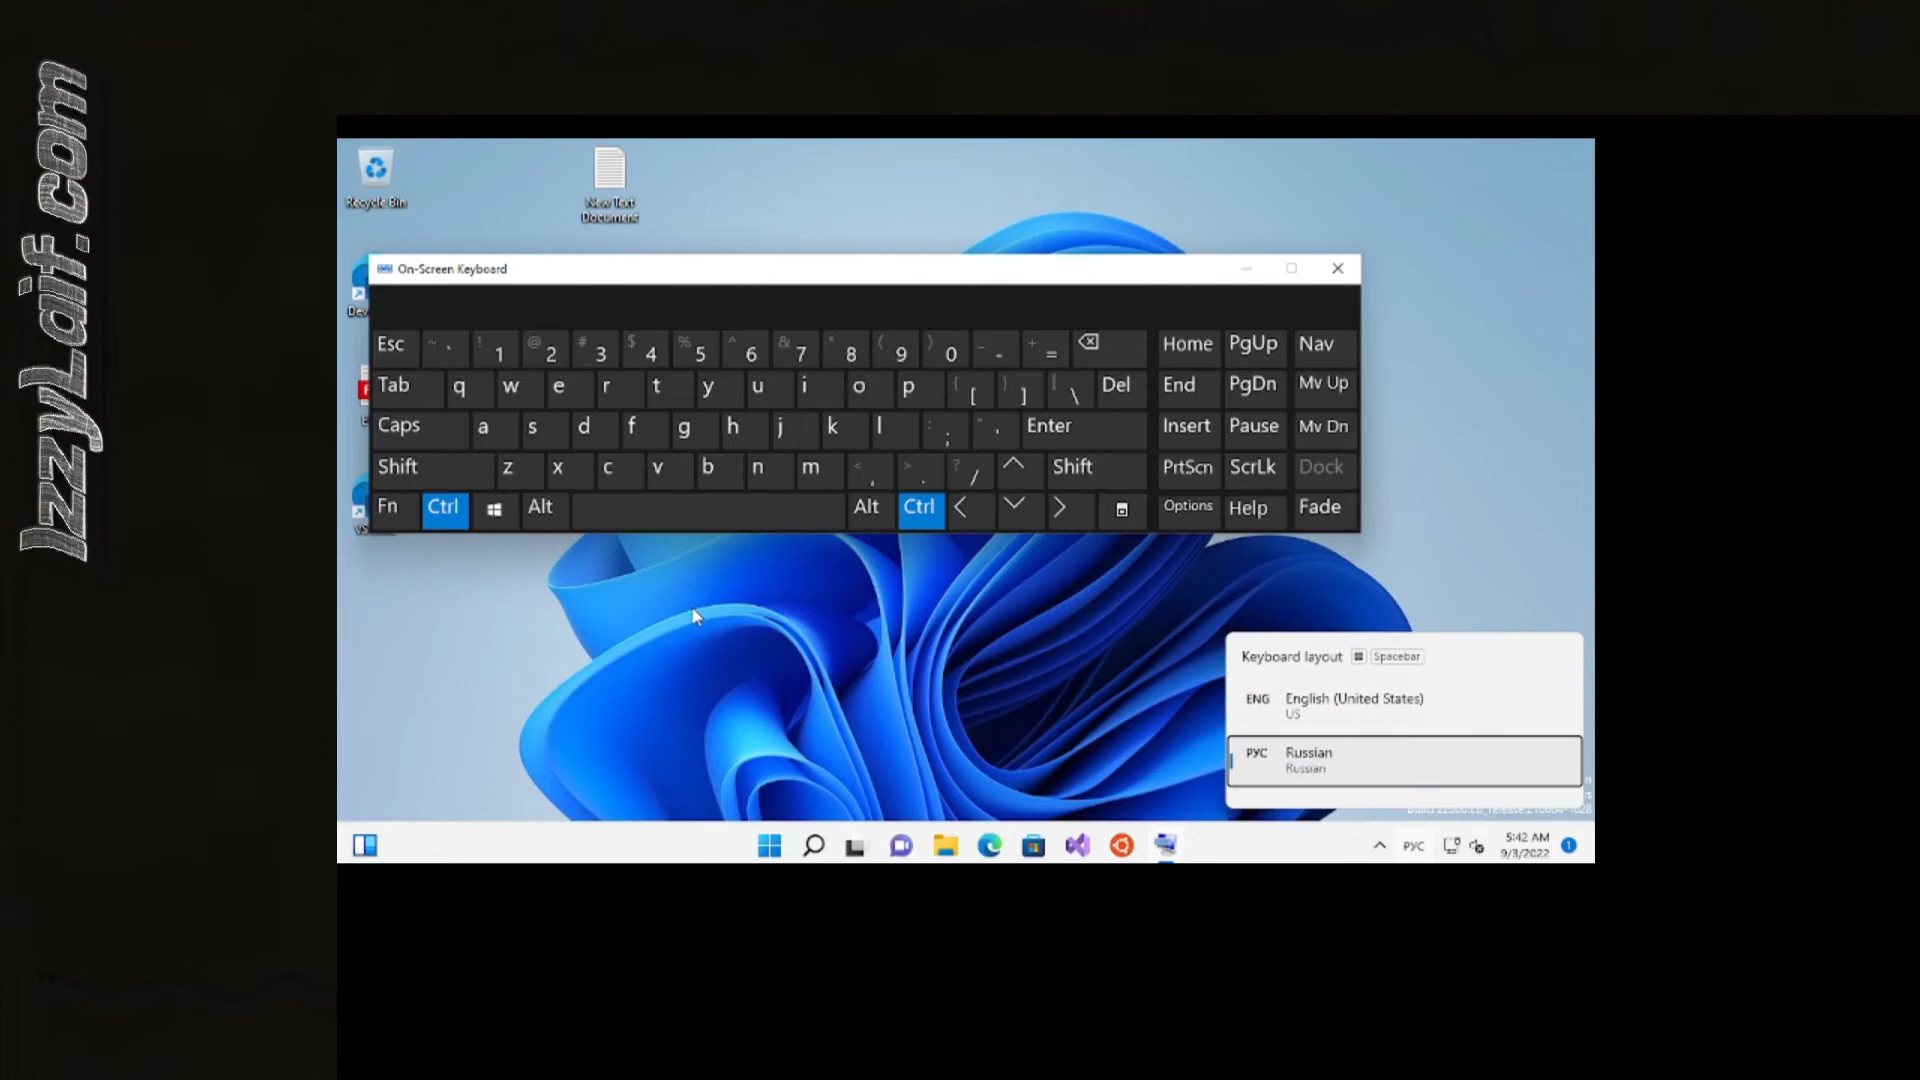 IzzyLaif.com
Recycle Bin
New Text
Document
On-Screen Keyboard
Esc ~ ` ! 1 @ 2 # 3 $ 4 % 5 ^ 6 & 7 * 8 ( 9 ) 0 _ - + = Home PgUp Nav
Tab q w e r t y u i o p { [ } ] | \ Del End PgDn Mv Up
Caps a s d f g h j k l : ; " ' Enter Insert Pause Mv Dn
Shift z x c v b n m < , > . ? / Shift PrtScn ScrLk Dock
Fn Ctrl Alt Alt Ctrl Options Help Fade
Keyboard layout Spacebar
ENG English (United States)
US
РУС Russian
Russian
РУС
5:42 AM
9/3/2022
1